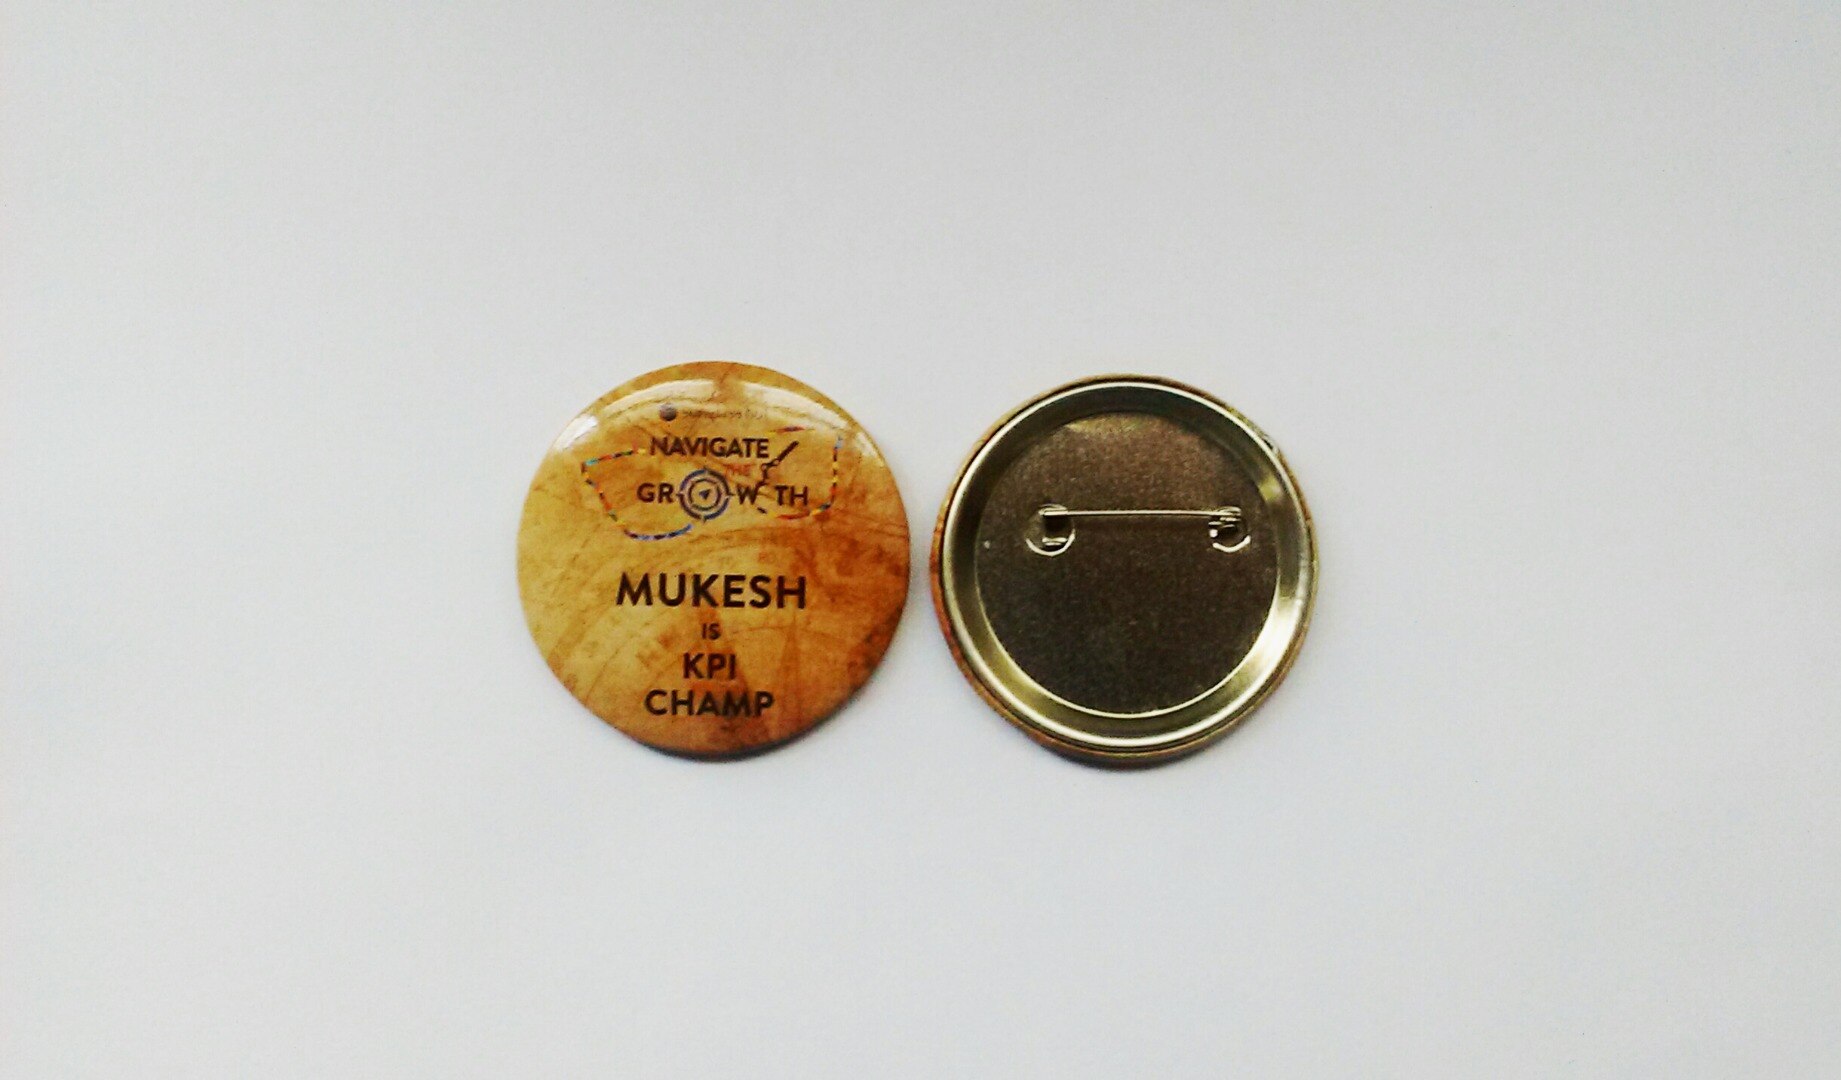 NAVIGATE
THE
GROWTH
MUKESH
IS
KPI
CHAMP